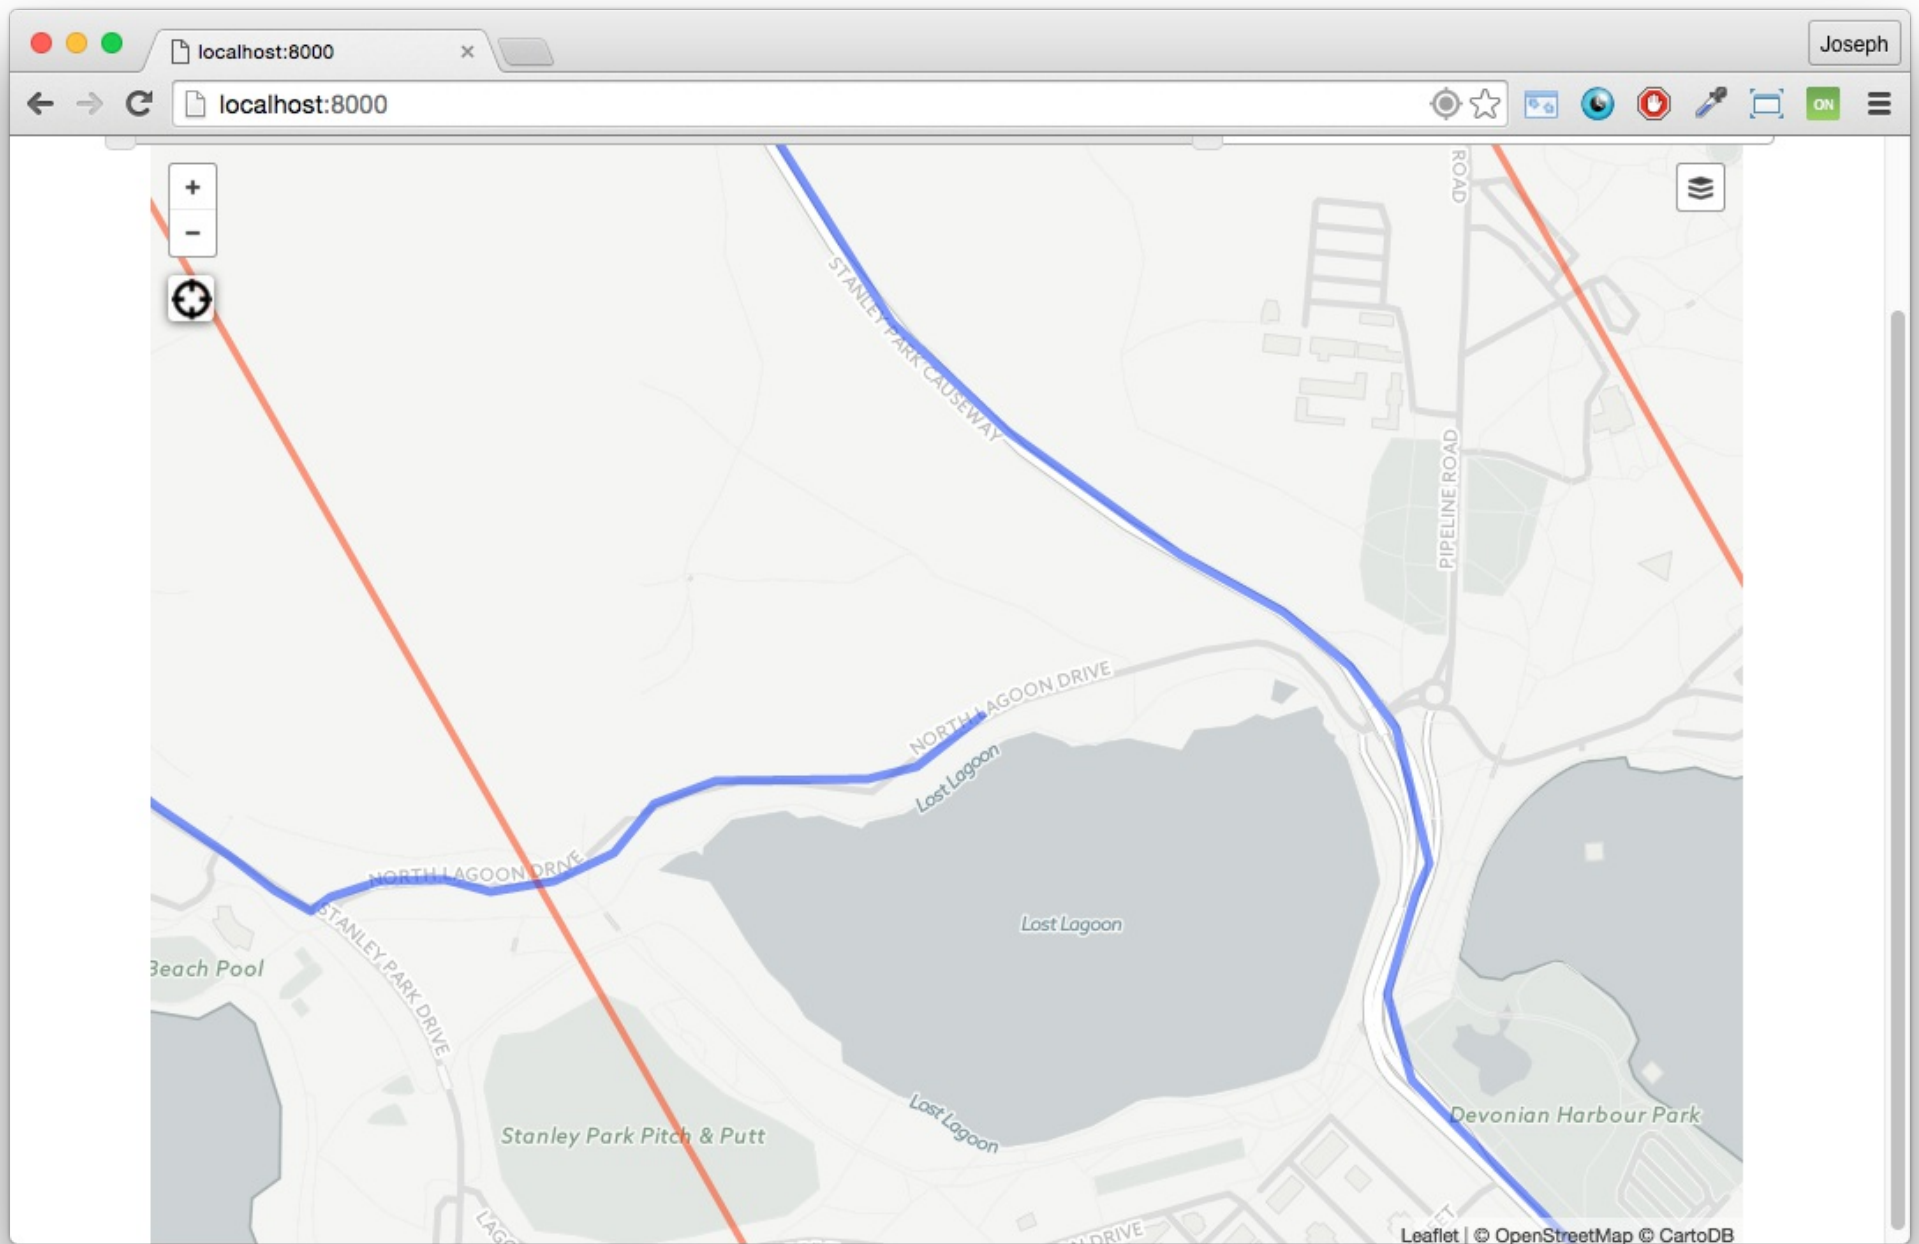 localhost:8000
Joseph
localhost:8000
ON
+
−
ROAD
STANLEY PARK CAUSEWAY
PIPELINE ROAD
NORTH LAGOON DRIVE
Lost Lagoon
NORTH LAGOON DRIVE
STANLEY PARK DRIVE
Lost Lagoon
Beach Pool
Stanley Park Pitch & Putt
Lost Lagoon
Devonian Harbour Park
LAGO
N DRIVE
EET
Leaflet | © OpenStreetMap © CartoDB